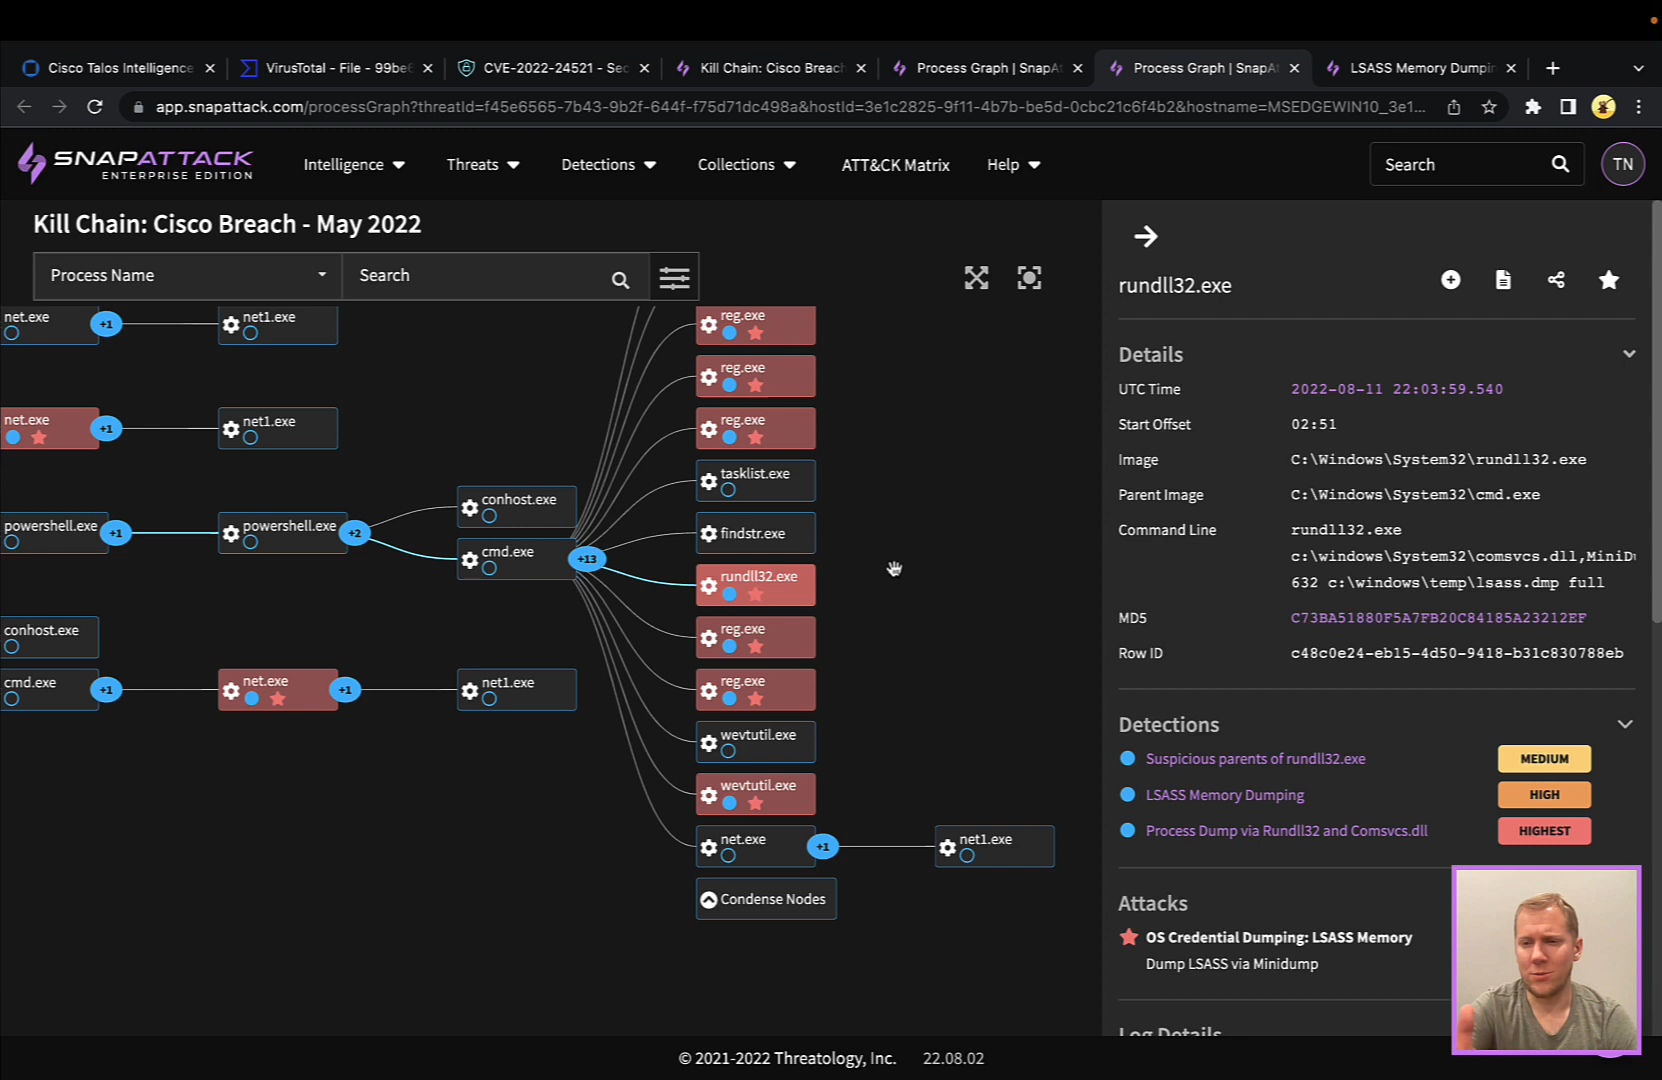 Cisco Talos Intelligence
VirusTotal - File - 99be6
CVE-2022-24521 - Sec
Kill Chain: Cisco Breach
Process Graph | SnapAt
Process Graph | SnapAt
LSASS Memory Dumpin
app.snapattack.com/processGraph?threatId=f45e6565-7b43-9b2f-644f-f75d71dc498a&hostId=3e1c2825-9f11-4b7b-be5d-0cbc21c6f4b2&hostname=MSEDGEWIN10_3e1...
SNAPATTACK
ENTERPRISE EDITION
Intelligence
Threats
Detections
Collections
ATT&CK Matrix
Help
Search
TN
Kill Chain: Cisco Breach - May 2022
Process Name
Search
net.exe
+1
net1.exe
net.exe
+1
net1.exe
powershell.exe
+1
powershell.exe
+2
conhost.exe
cmd.exe
+13
conhost.exe
cmd.exe
+1
net.exe
+1
net1.exe
reg.exe
reg.exe
reg.exe
tasklist.exe
findstr.exe
rundll32.exe
reg.exe
reg.exe
wevtutil.exe
wevtutil.exe
net.exe
+1
net1.exe
Condense Nodes
rundll32.exe
Details
UTC Time 2022-08-11 22:03:59.540
Start Offset 02:51
Image C:\Windows\System32\rundll32.exe
Parent Image C:\Windows\System32\cmd.exe
Command Line rundll32.exe
c:\windows\System32\comsvcs.dll,MiniDu
632 c:\windows\temp\lsass.dmp full
MD5 C73BA51880F5A7FB20C84185A23212EF
Row ID c48c0e24-eb15-4d50-9418-b31c830788eb
Detections
Suspicious parents of rundll32.exe MEDIUM
LSASS Memory Dumping HIGH
Process Dump via Rundll32 and Comsvcs.dll HIGHEST
Attacks
OS Credential Dumping: LSASS Memory
Dump LSASS via Minidump
Log Details
© 2021-2022 Threatology, Inc. 22.08.02